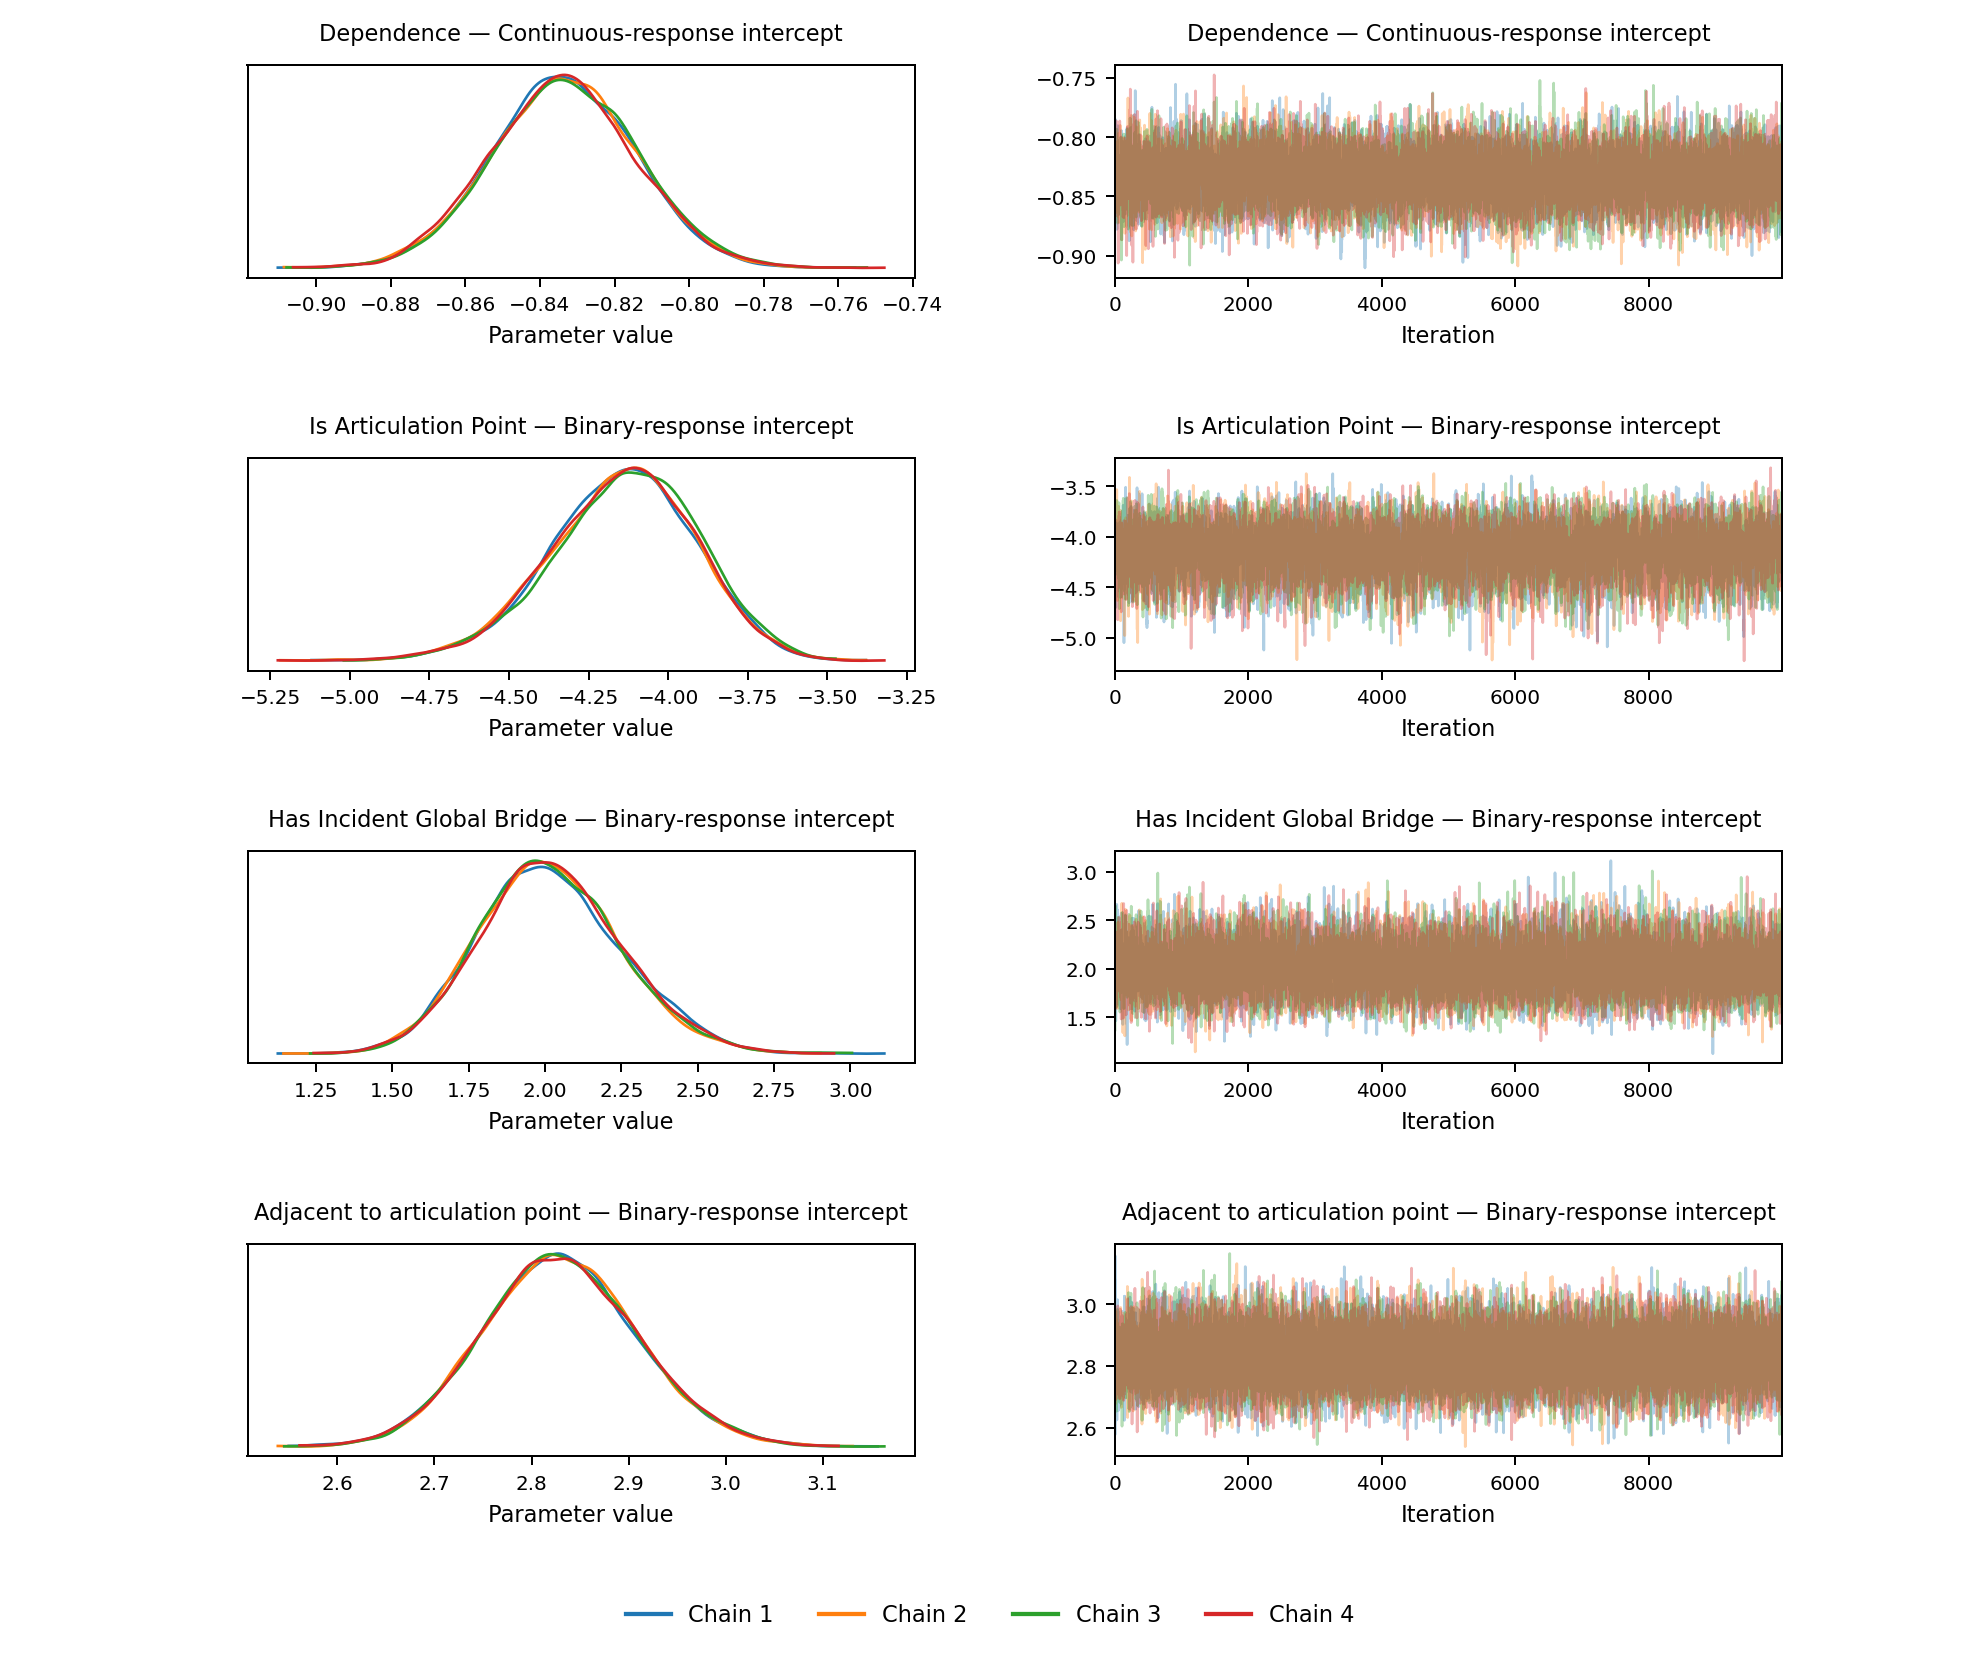 Dependence — Continuous-response intercept
−0.90 −0.88 −0.86 −0.84 −0.82 −0.80 −0.78 −0.76 −0.74
Parameter value
Dependence — Continuous-response intercept
−0.75
−0.80
−0.85
−0.90
0 2000 4000 6000 8000
Iteration
Is Articulation Point — Binary-response intercept
−5.25 −5.00 −4.75 −4.50 −4.25 −4.00 −3.75 −3.50 −3.25
Parameter value
Is Articulation Point — Binary-response intercept
−3.5
−4.0
−4.5
−5.0
0 2000 4000 6000 8000
Iteration
Has Incident Global Bridge — Binary-response intercept
1.25 1.50 1.75 2.00 2.25 2.50 2.75 3.00
Parameter value
Has Incident Global Bridge — Binary-response intercept
3.0
2.5
2.0
1.5
0 2000 4000 6000 8000
Iteration
Adjacent to articulation point — Binary-response intercept
2.6 2.7 2.8 2.9 3.0 3.1
Parameter value
Adjacent to articulation point — Binary-response intercept
3.0
2.8
2.6
0 2000 4000 6000 8000
Iteration
Chain 1 Chain 2 Chain 3 Chain 4